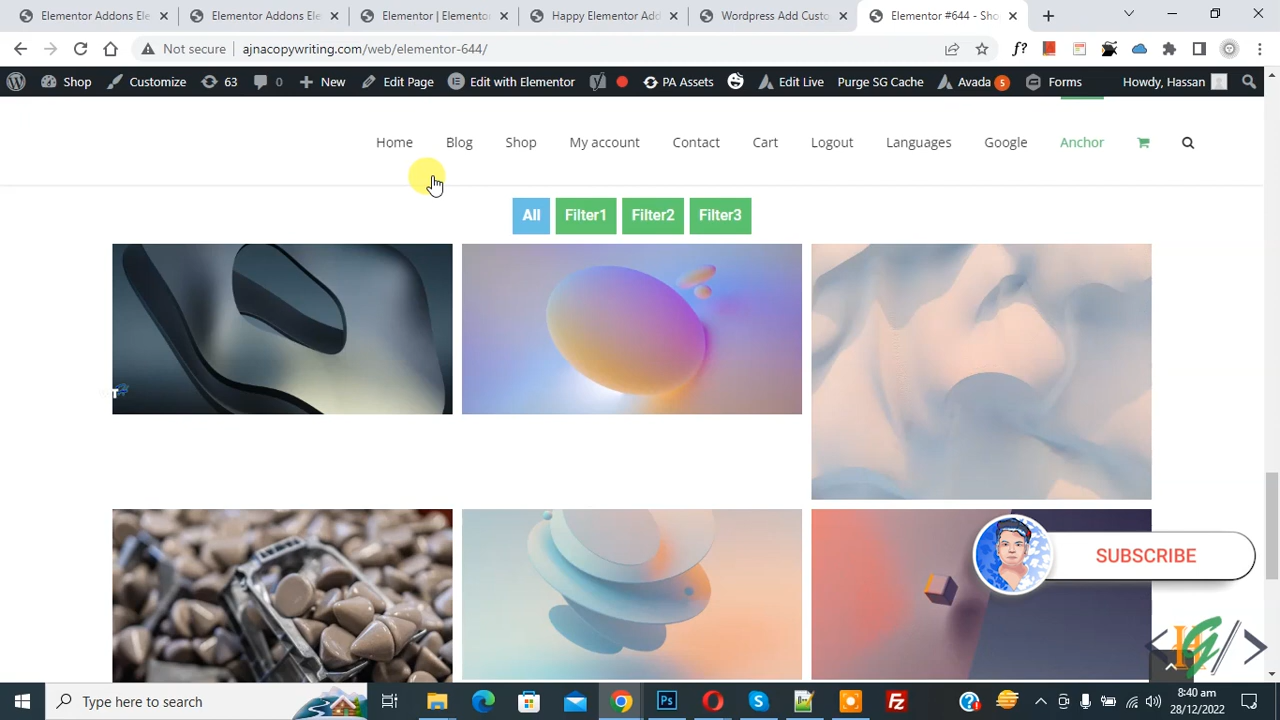 Elementor Addons Ele
Elementor Addons Ele
Elementor | Elemento
Happy Elementor Add
Wordpress Add Custo
Elementor #644 - Sho
Not secure
ajnacopywriting.com/web/elementor-644/
f?
Shop
Customize
63
0
New
Edit Page
Edit with Elementor
PA Assets
Edit Live
Purge SG Cache
Avada 5
Forms
Howdy, Hassan
Home
Blog
Shop
My account
Contact
Cart
Logout
Languages
Google
Anchor
All
Filter1
Filter2
Filter3
SUBSCRIBE
Type here to search
8:40 am
28/12/2022